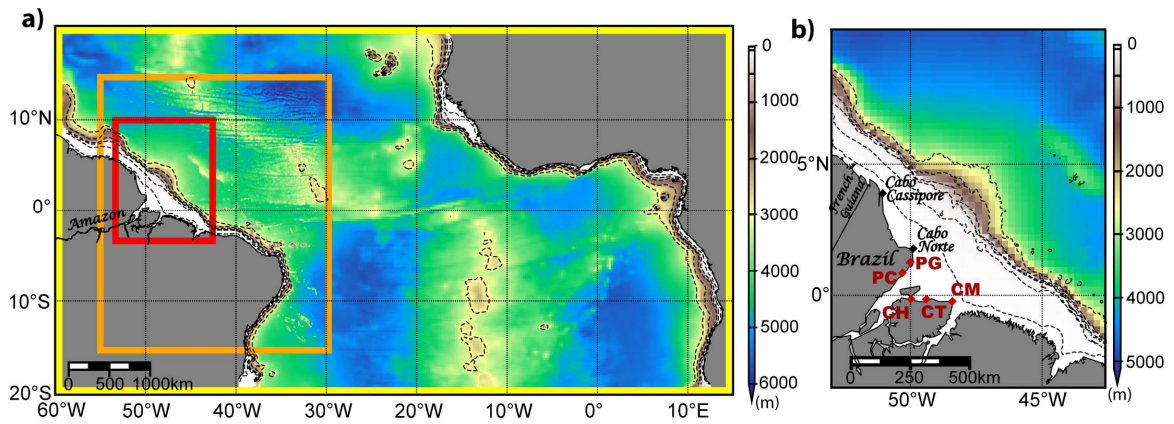 a)
10°N
0°
10°S
20°S
60°W
50°W
40°W
30°W
20°W
10°W
0°
10°E
Amazon
0 500 1000km
0
1000
2000
3000
4000
5000
6000
(m)
b)
5°N
0°
50°W
45°W
French
Guiana
Cabo
Cassipore
Cabo
Norte
Brazil
PG
PC
CM
CH
CT
0 250 500km
0
1000
2000
3000
4000
5000
(m)